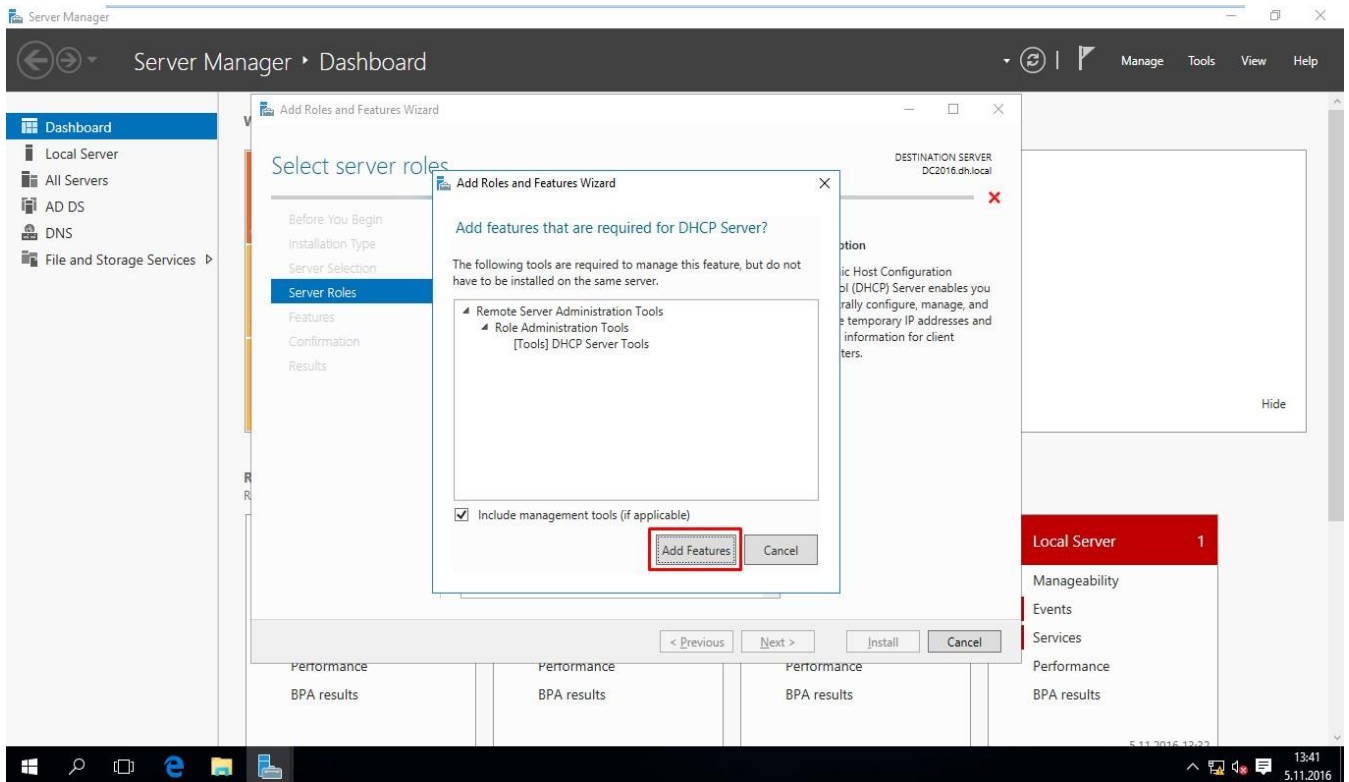 Server Manager
Server Manager • Dashboard
Manage Tools View Help
Dashboard
Local Server
All Servers
AD DS
DNS
File and Storage Services
Add Roles and Features Wizard
Select server roles
DESTINATION SERVER
DC2016.dh.local
Before You Begin
Installation Type
Server Selection
Server Roles
Features
Confirmation
Results
Add Roles and Features Wizard
Add features that are required for DHCP Server?
The following tools are required to manage this feature, but do not
have to be installed on the same server.
Remote Server Administration Tools
Role Administration Tools
[Tools] DHCP Server Tools
Include management tools (if applicable)
Add Features Cancel
Host Configuration
(DHCP) Server enables you
configure, manage, and
temporary IP addresses and
information for client
< Previous Next > Install Cancel
Hide
Performance
BPA results
Performance
BPA results
Performance
BPA results
Local Server 1
Manageability
Events
Services
Performance
BPA results
5.11.2016 13:32
13:41
5.11.2016